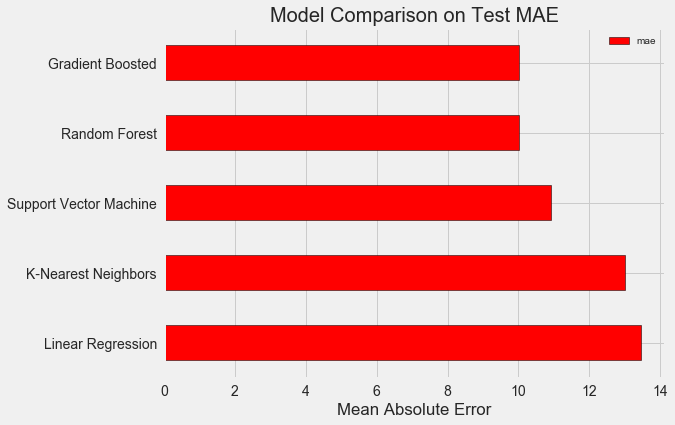 Model Comparison on Test MAE
mae
Gradient Boosted
Random Forest
Support Vector Machine
K-Nearest Neighbors
Linear Regression
0 2 4 6 8 10 12 14
Mean Absolute Error